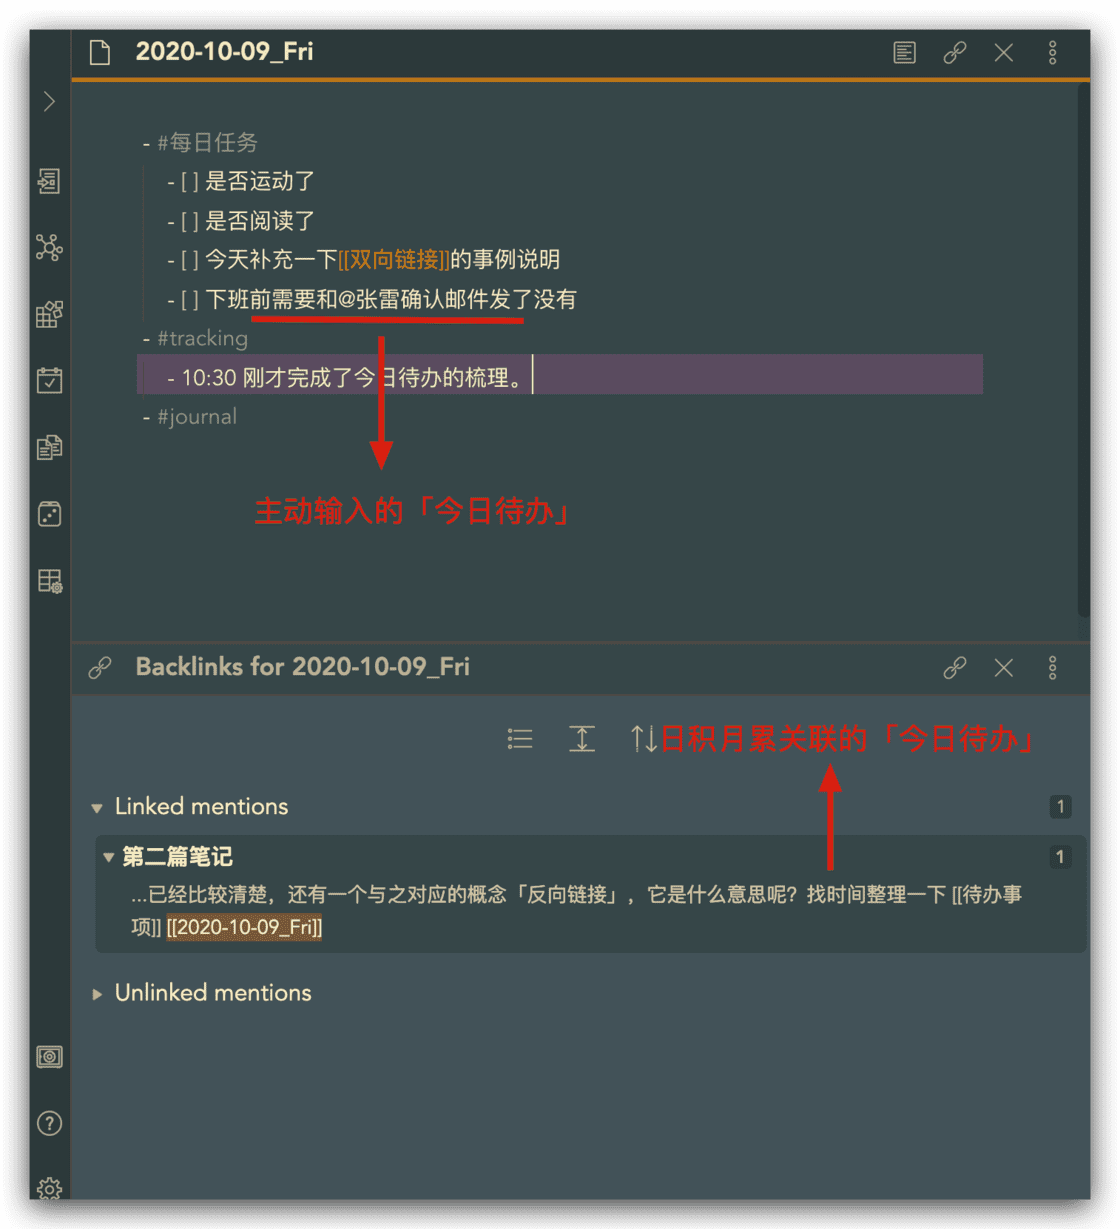 2020-10-09_Fri
- #每日任务
- [ ] 是否运动了
- [ ] 是否阅读了
- [ ] 今天补充一下[[双向链接]]的事例说明
- [ ] 下班前需要和@张雷确认邮件发了没有
- #tracking
- 10:30 刚才完成了今日待办的梳理。
- #journal
主动输入的「今日待办」
Backlinks for 2020-10-09_Fri
日积月累关联的「今日待办」
Linked mentions 1
第二篇笔记 1
...已经比较清楚，还有一个与之对应的概念「反向链接」，它是什么意思呢？找时间整理一下 [[待办事
项]] [[2020-10-09_Fri]]
Unlinked mentions